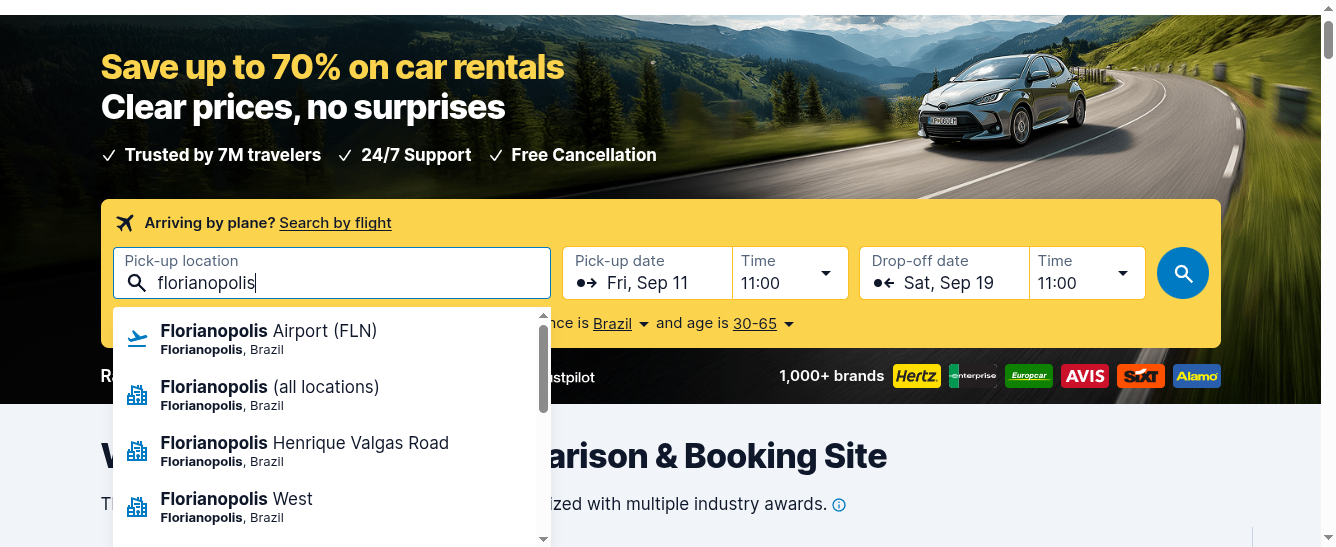 Save up to 70% on car rentals
Clear prices, no surprises
Trusted by 7M travelers 24/7 Support Free Cancellation
Arriving by plane? Search by flight
Pick-up location
florianopolis
Pick-up date
Fri, Sep 11
Time
11:00
Drop-off date
Sat, Sep 19
Time
11:00
is Brazil and age is 30-65
Florianopolis Airport (FLN)
Florianopolis, Brazil
Florianopolis (all locations)
Florianopolis, Brazil
Florianopolis Henrique Valgas Road
Florianopolis, Brazil
Florianopolis West
Florianopolis, Brazil
1,000+ brands Hertz enterprise Europcar AVIS SIXT Alamo
& Booking Site
with multiple industry awards.